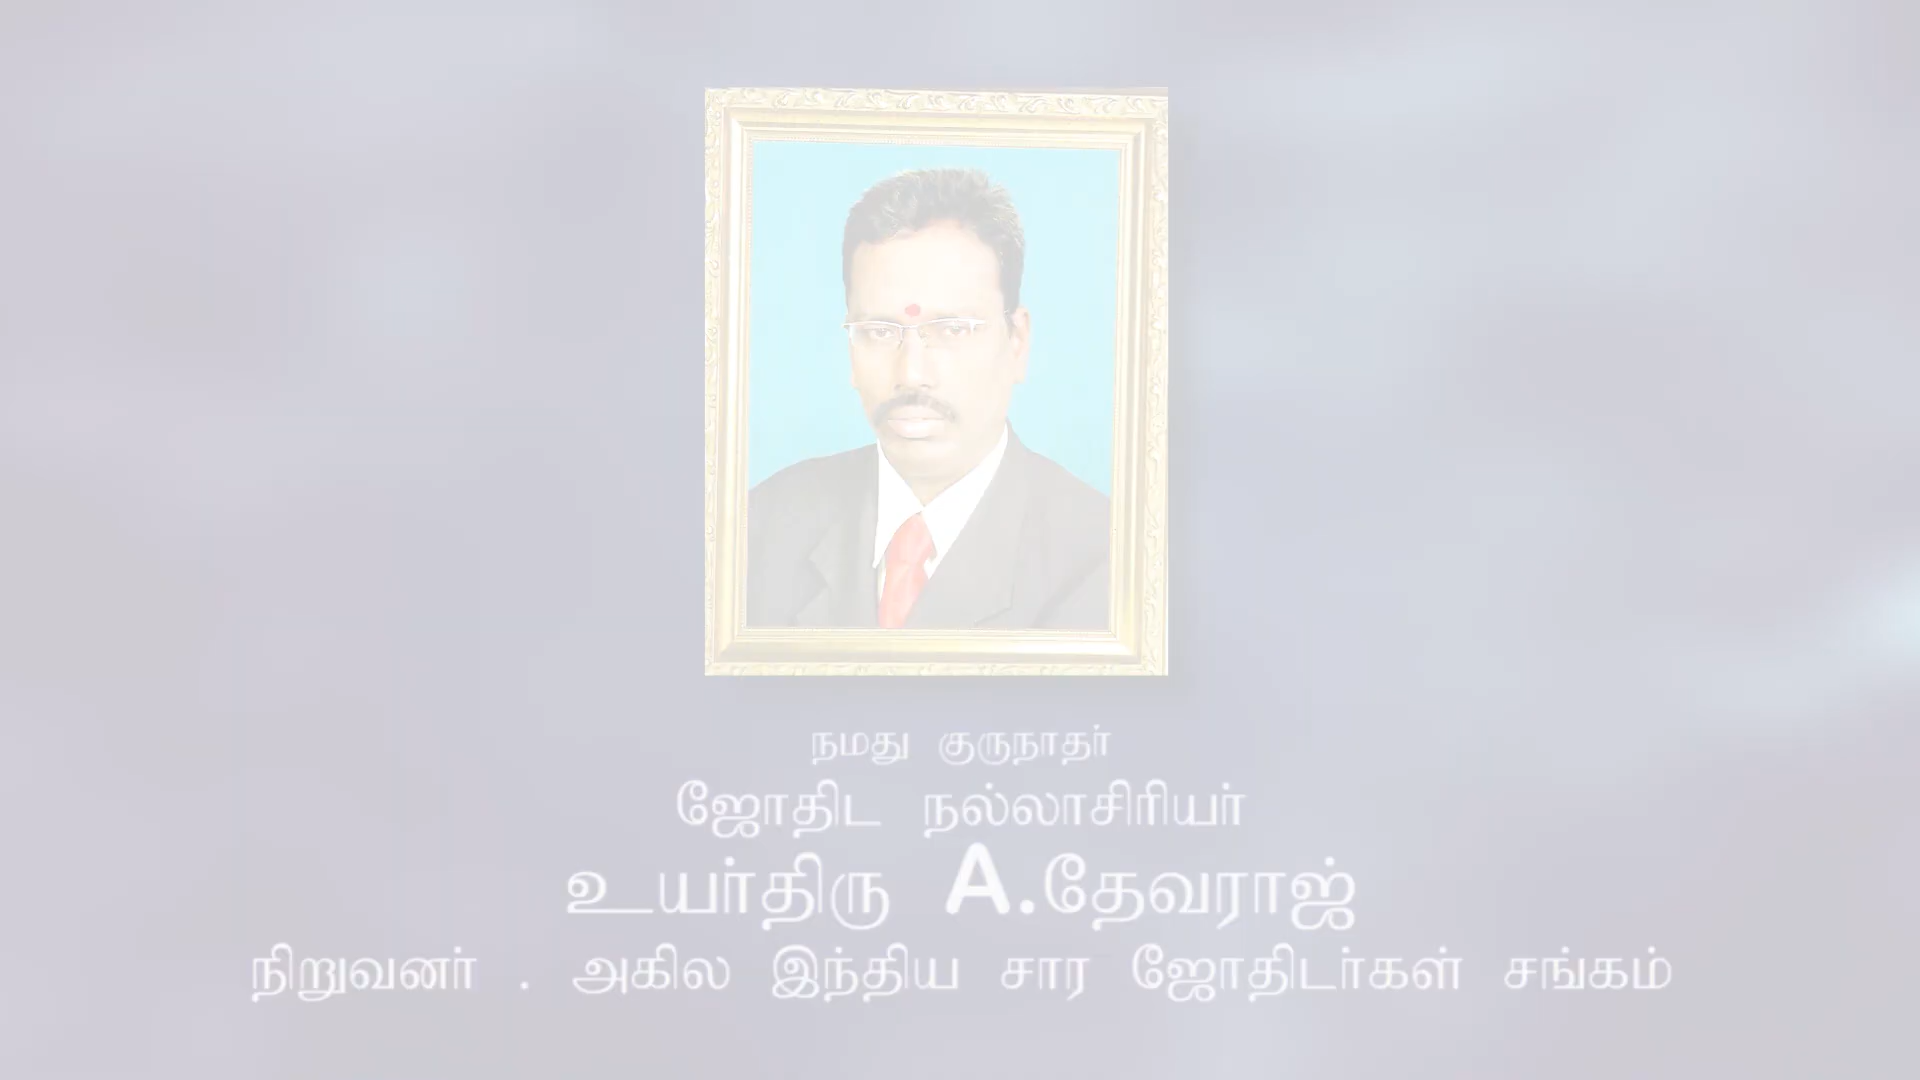 நமது குருநாதர்
ஜோதிட நல்லாசிரியர்
உயர்திரு A.தேவராஜ்
நிறுவனர் . அகில இந்திய சார ஜோதிடர்கள் சங்கம்